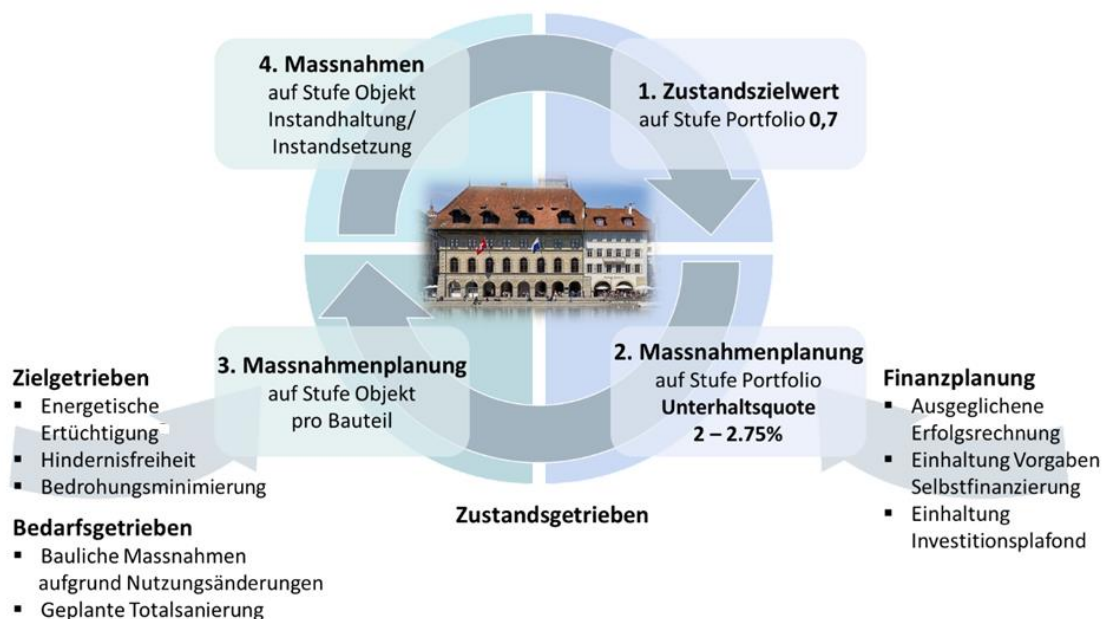 4. Massnahmen
auf Stufe Objekt
Instandhaltung/
Instandsetzung
1. Zustandszielwert
auf Stufe Portfolio 0,7
2. Massnahmenplanung
auf Stufe Portfolio
Unterhaltsquote
2 – 2.75%
3. Massnahmenplanung
auf Stufe Objekt
pro Bauteil
Zustandsgetrieben
Zielgetrieben
▪ Energetische
Ertüchtigung
▪ Hindernisfreiheit
▪ Bedrohungsminimierung
Bedarfsgetrieben
▪ Bauliche Massnahmen
aufgrund Nutzungsänderungen
▪ Geplante Totalsanierung
Finanzplanung
▪ Ausgeglichene
Erfolgsrechnung
▪ Einhaltung Vorgaben
Selbstfinanzierung
▪ Einhaltung
Investitionsplafond